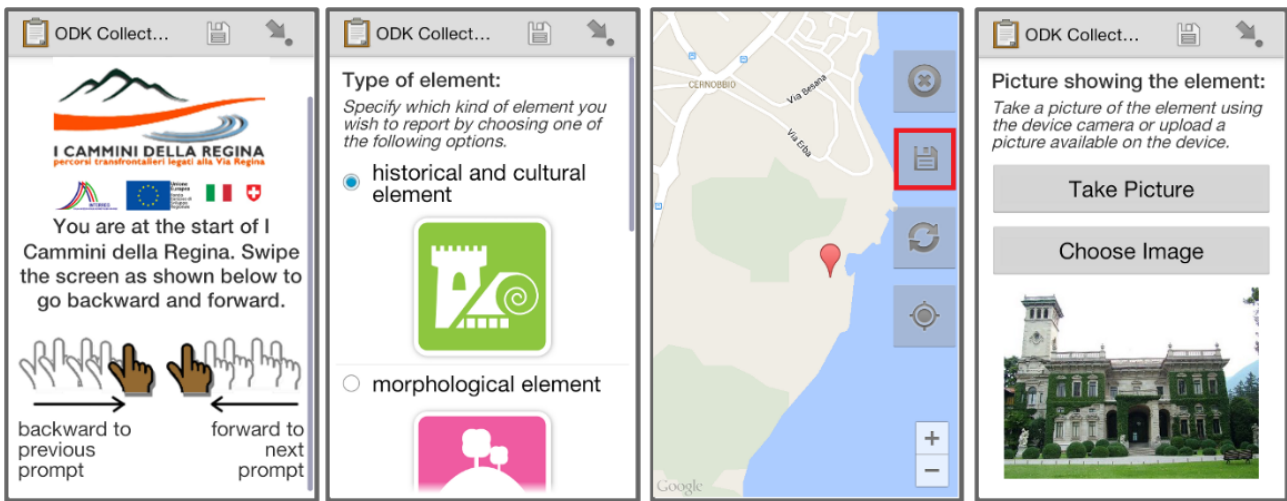 ODK Collect...
I CAMMINI DELLA REGINA
percorsi transfrontalieri legati alla Via Regina
Unione
Europea
You are at the start of I
Cammini della Regina. Swipe
the screen as shown below to
go backward and forward.
backward to
previous
prompt
forward to
next
prompt
ODK Collect...
Type of element:
Specify which kind of element you
wish to report by choosing one of
the following options.
historical and cultural
element
morphological element
CERNOBBIO
Via Besana
Via Erba
+
−
Google
ODK Collect...
Picture showing the element:
Take a picture of the element using
the device camera or upload a
picture available on the device.
Take Picture
Choose Image